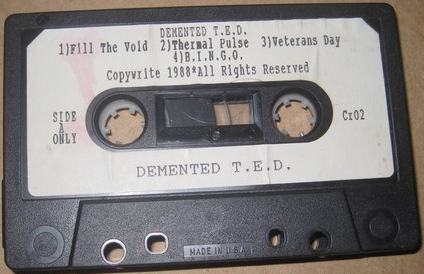 DEMENTED T.E.D.
1)Fill The Void 2)Thermal Pulse 3)Veterans Day
4)B.I.N.G.O.
Copywrite 1988*All Rights Reserved
SIDE
A
ONLY
Cr02
DEMENTED T.E.D.
MADE IN U.S.A.